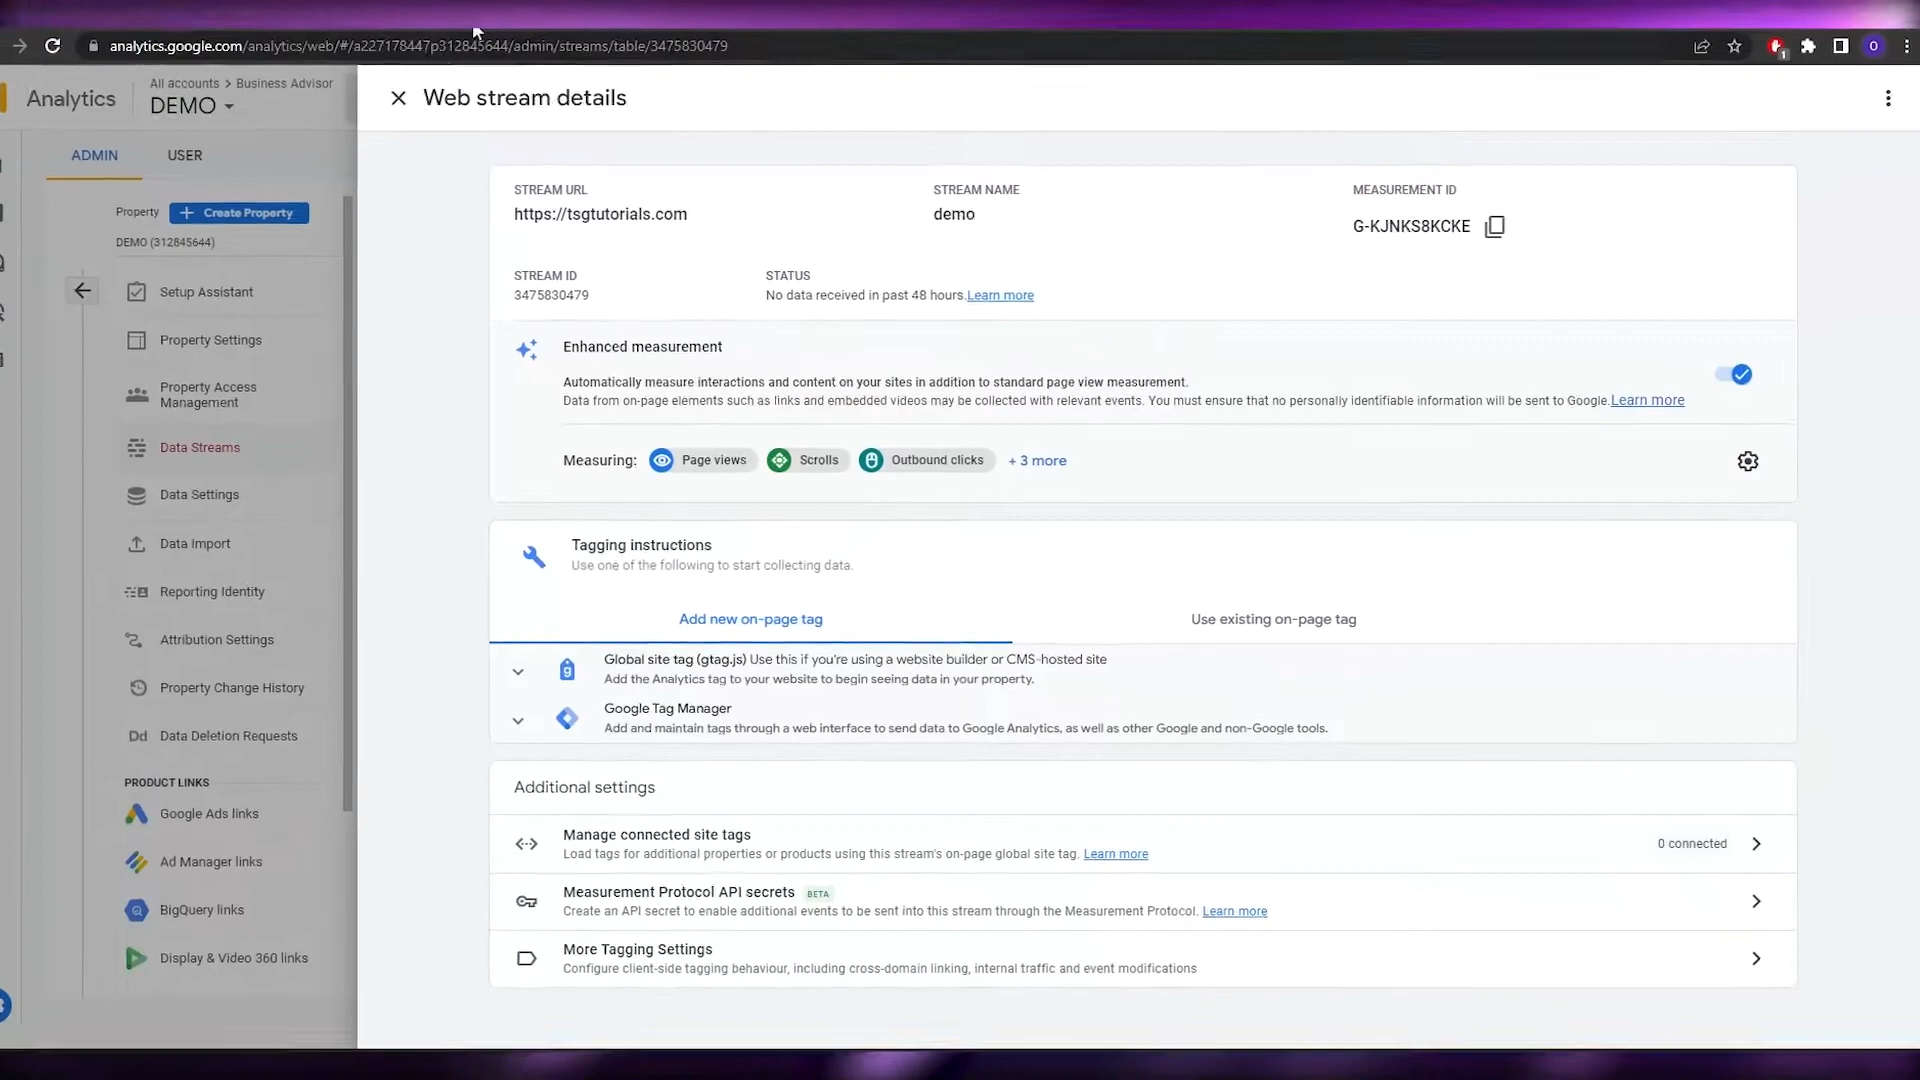 analytics.google.com/analytics/web/#/a227178447p312845644/admin/streams/table/3475830479
1
O
Analytics
All accounts > Business Advisor
DEMO
Web stream details
ADMIN
USER
Property
+ Create Property
DEMO (312845644)
Setup Assistant
Property Settings
Property Access
Management
Data Streams
Data Settings
Data Import
Reporting Identity
Attribution Settings
Property Change History
Dd Data Deletion Requests
PRODUCT LINKS
Google Ads links
Ad Manager links
BigQuery links
Display & Video 360 links
STREAM URL
https://tsgtutorials.com
STREAM NAME
demo
MEASUREMENT ID
G-KJNKS8KCKE
STREAM ID
3475830479
STATUS
No data received in past 48 hours. Learn more
Enhanced measurement
Automatically measure interactions and content on your sites in addition to standard page view measurement.
Data from on-page elements such as links and embedded videos may be collected with relevant events. You must ensure that no personally identifiable information will be sent to Google. Learn more
Measuring: Page views Scrolls Outbound clicks + 3 more
Tagging instructions
Use one of the following to start collecting data.
Add new on-page tag
Use existing on-page tag
Global site tag (gtag.js) Use this if you're using a website builder or CMS-hosted site
Add the Analytics tag to your website to begin seeing data in your property.
Google Tag Manager
Add and maintain tags through a web interface to send data to Google Analytics, as well as other Google and non-Google tools.
Additional settings
Manage connected site tags
Load tags for additional properties or products using this stream's on-page global site tag. Learn more
0 connected
Measurement Protocol API secrets BETA
Create an API secret to enable additional events to be sent into this stream through the Measurement Protocol. Learn more
More Tagging Settings
Configure client-side tagging behaviour, including cross-domain linking, internal traffic and event modifications